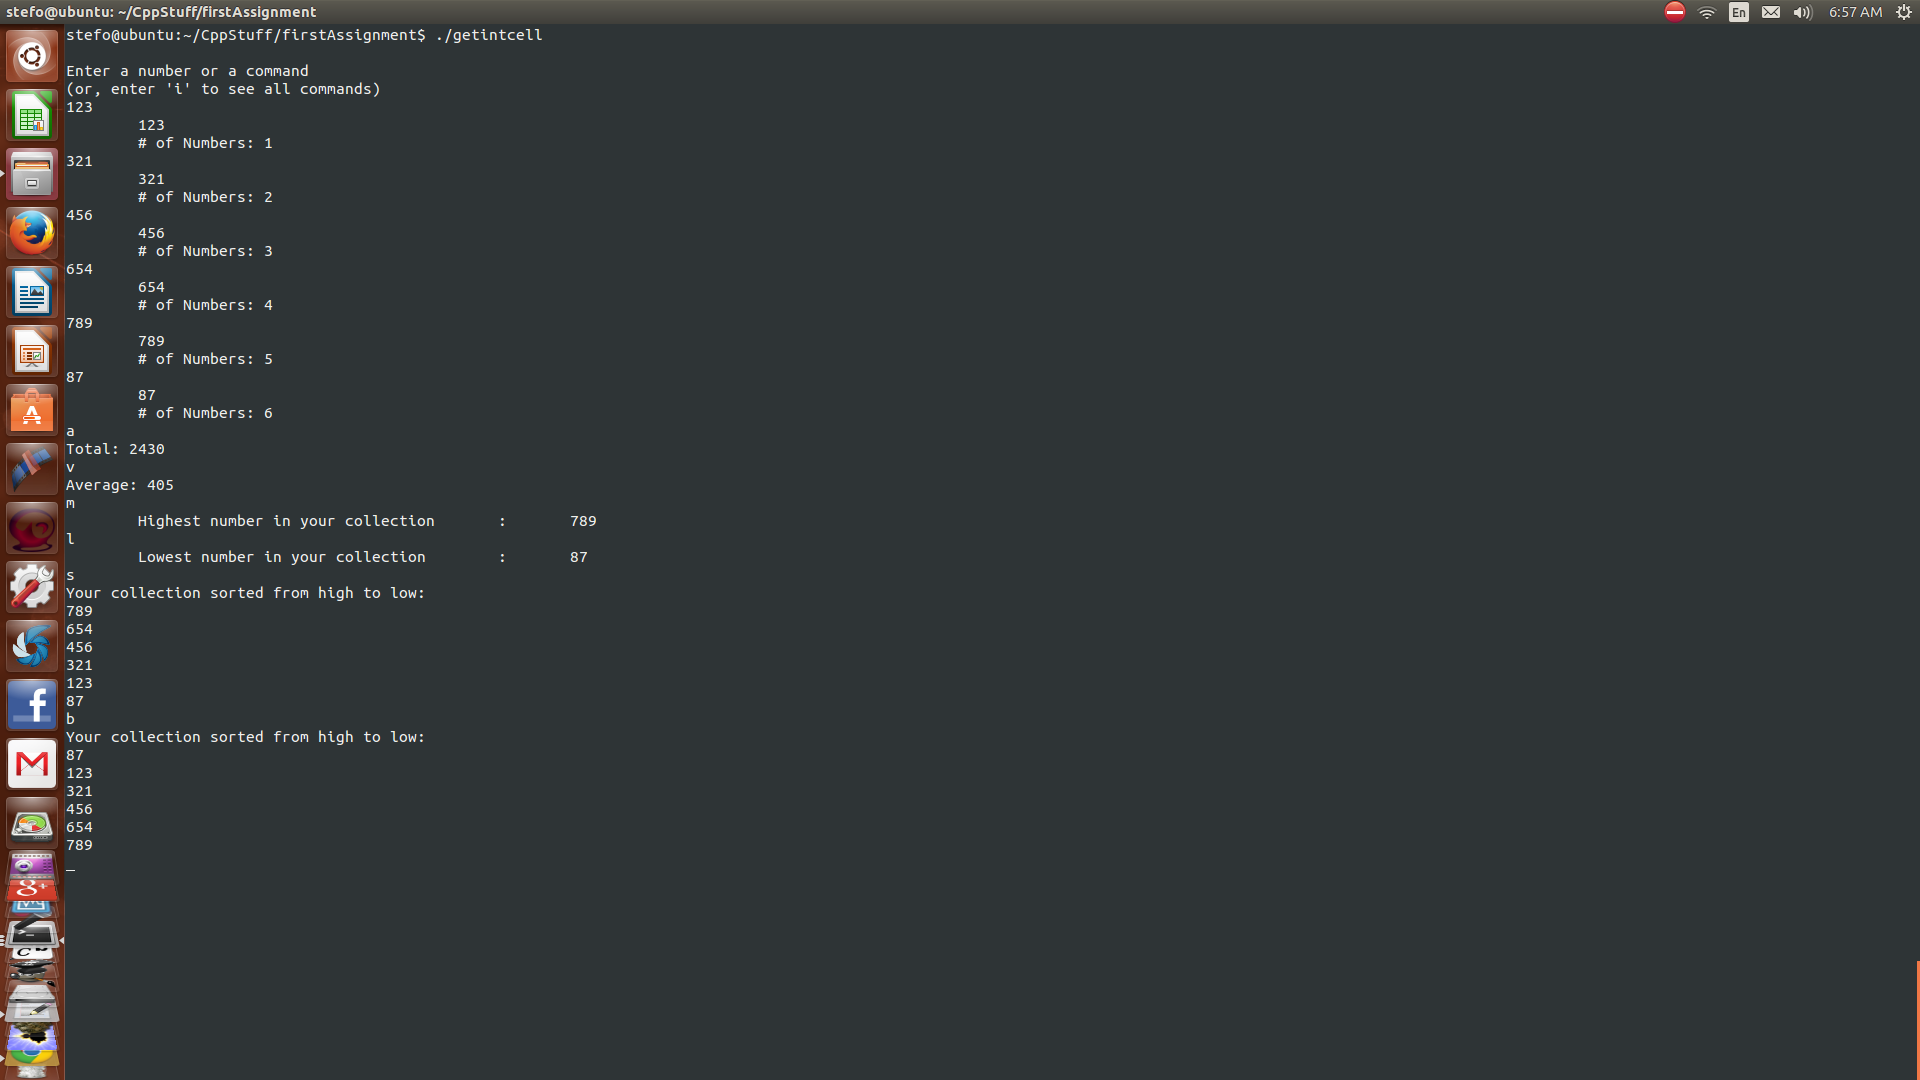 stefo@ubuntu: ~/CppStuff/firstAssignment
En
6:57 AM
stefo@ubuntu:~/CppStuff/firstAssignment$ ./getintcell
Enter a number or a command
(or, enter 'i' to see all commands)
123
123
# of Numbers: 1
321
321
# of Numbers: 2
456
456
# of Numbers: 3
654
654
# of Numbers: 4
789
789
# of Numbers: 5
87
87
# of Numbers: 6
a
Total: 2430
v
Average: 405
m
Highest number in your collection : 789
l
Lowest number in your collection : 87
s
Your collection sorted from high to low:
789
654
456
321
123
87
b
Your collection sorted from high to low:
87
123
321
456
654
789
_